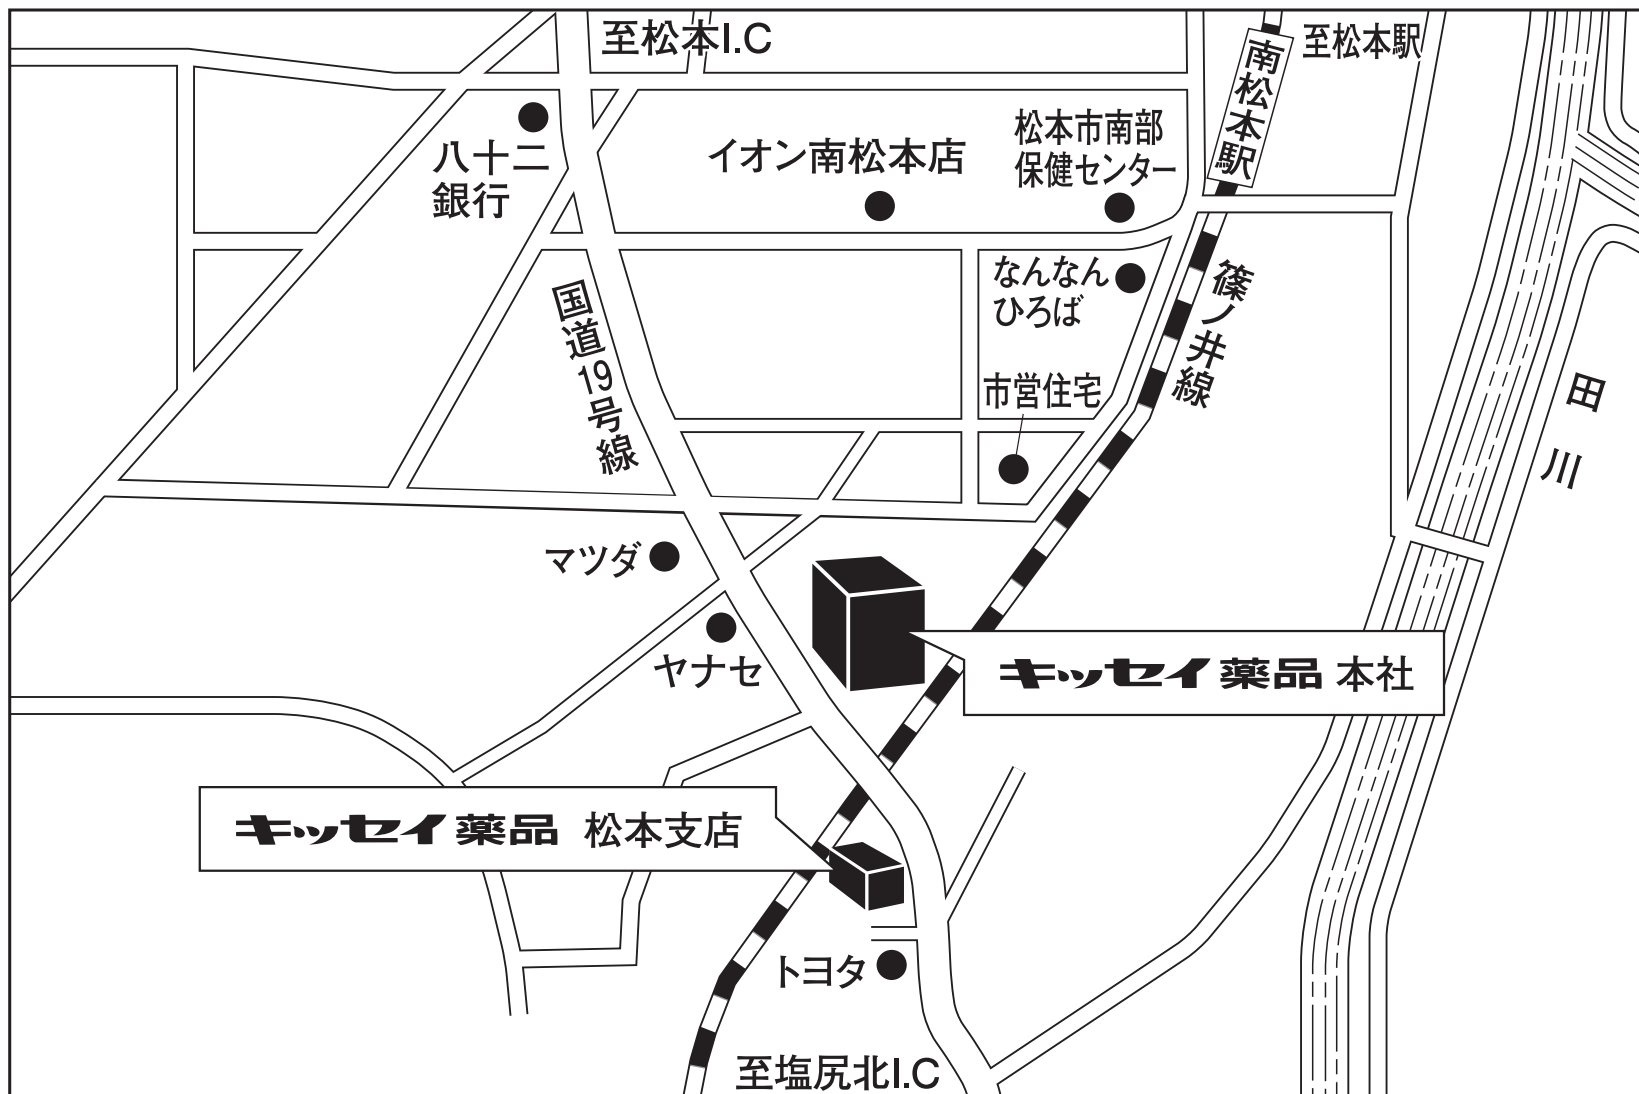 至松本I.C
至松本駅
南松本駅
八十二
銀行
イオン南松本店
松本市南部
保健センター
なんなん
ひろば
篠ノ井線
国道19号線
市営住宅
田川
マツダ
ヤナセ
キッセイ薬品 本社
キッセイ薬品 松本支店
トヨタ
至塩尻北I.C